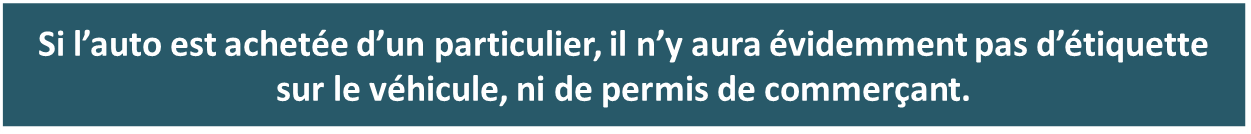 Si l’auto est achetée d’un particulier, il n’y aura évidemment pas d’étiquette
sur le véhicule, ni de permis de commerçant.